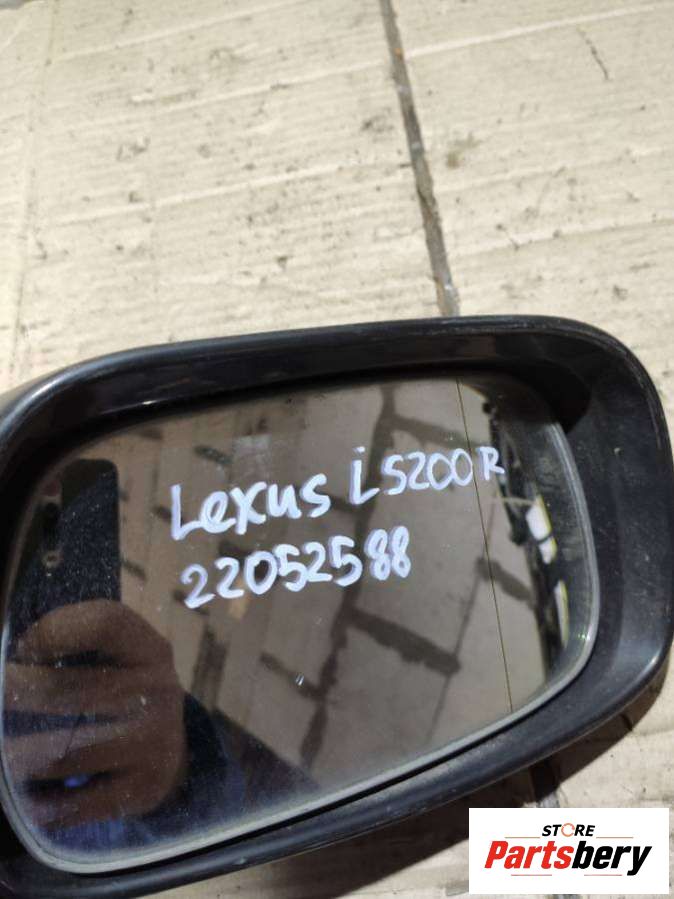 Lexus iS200R
22052588
STORE
Partsbery